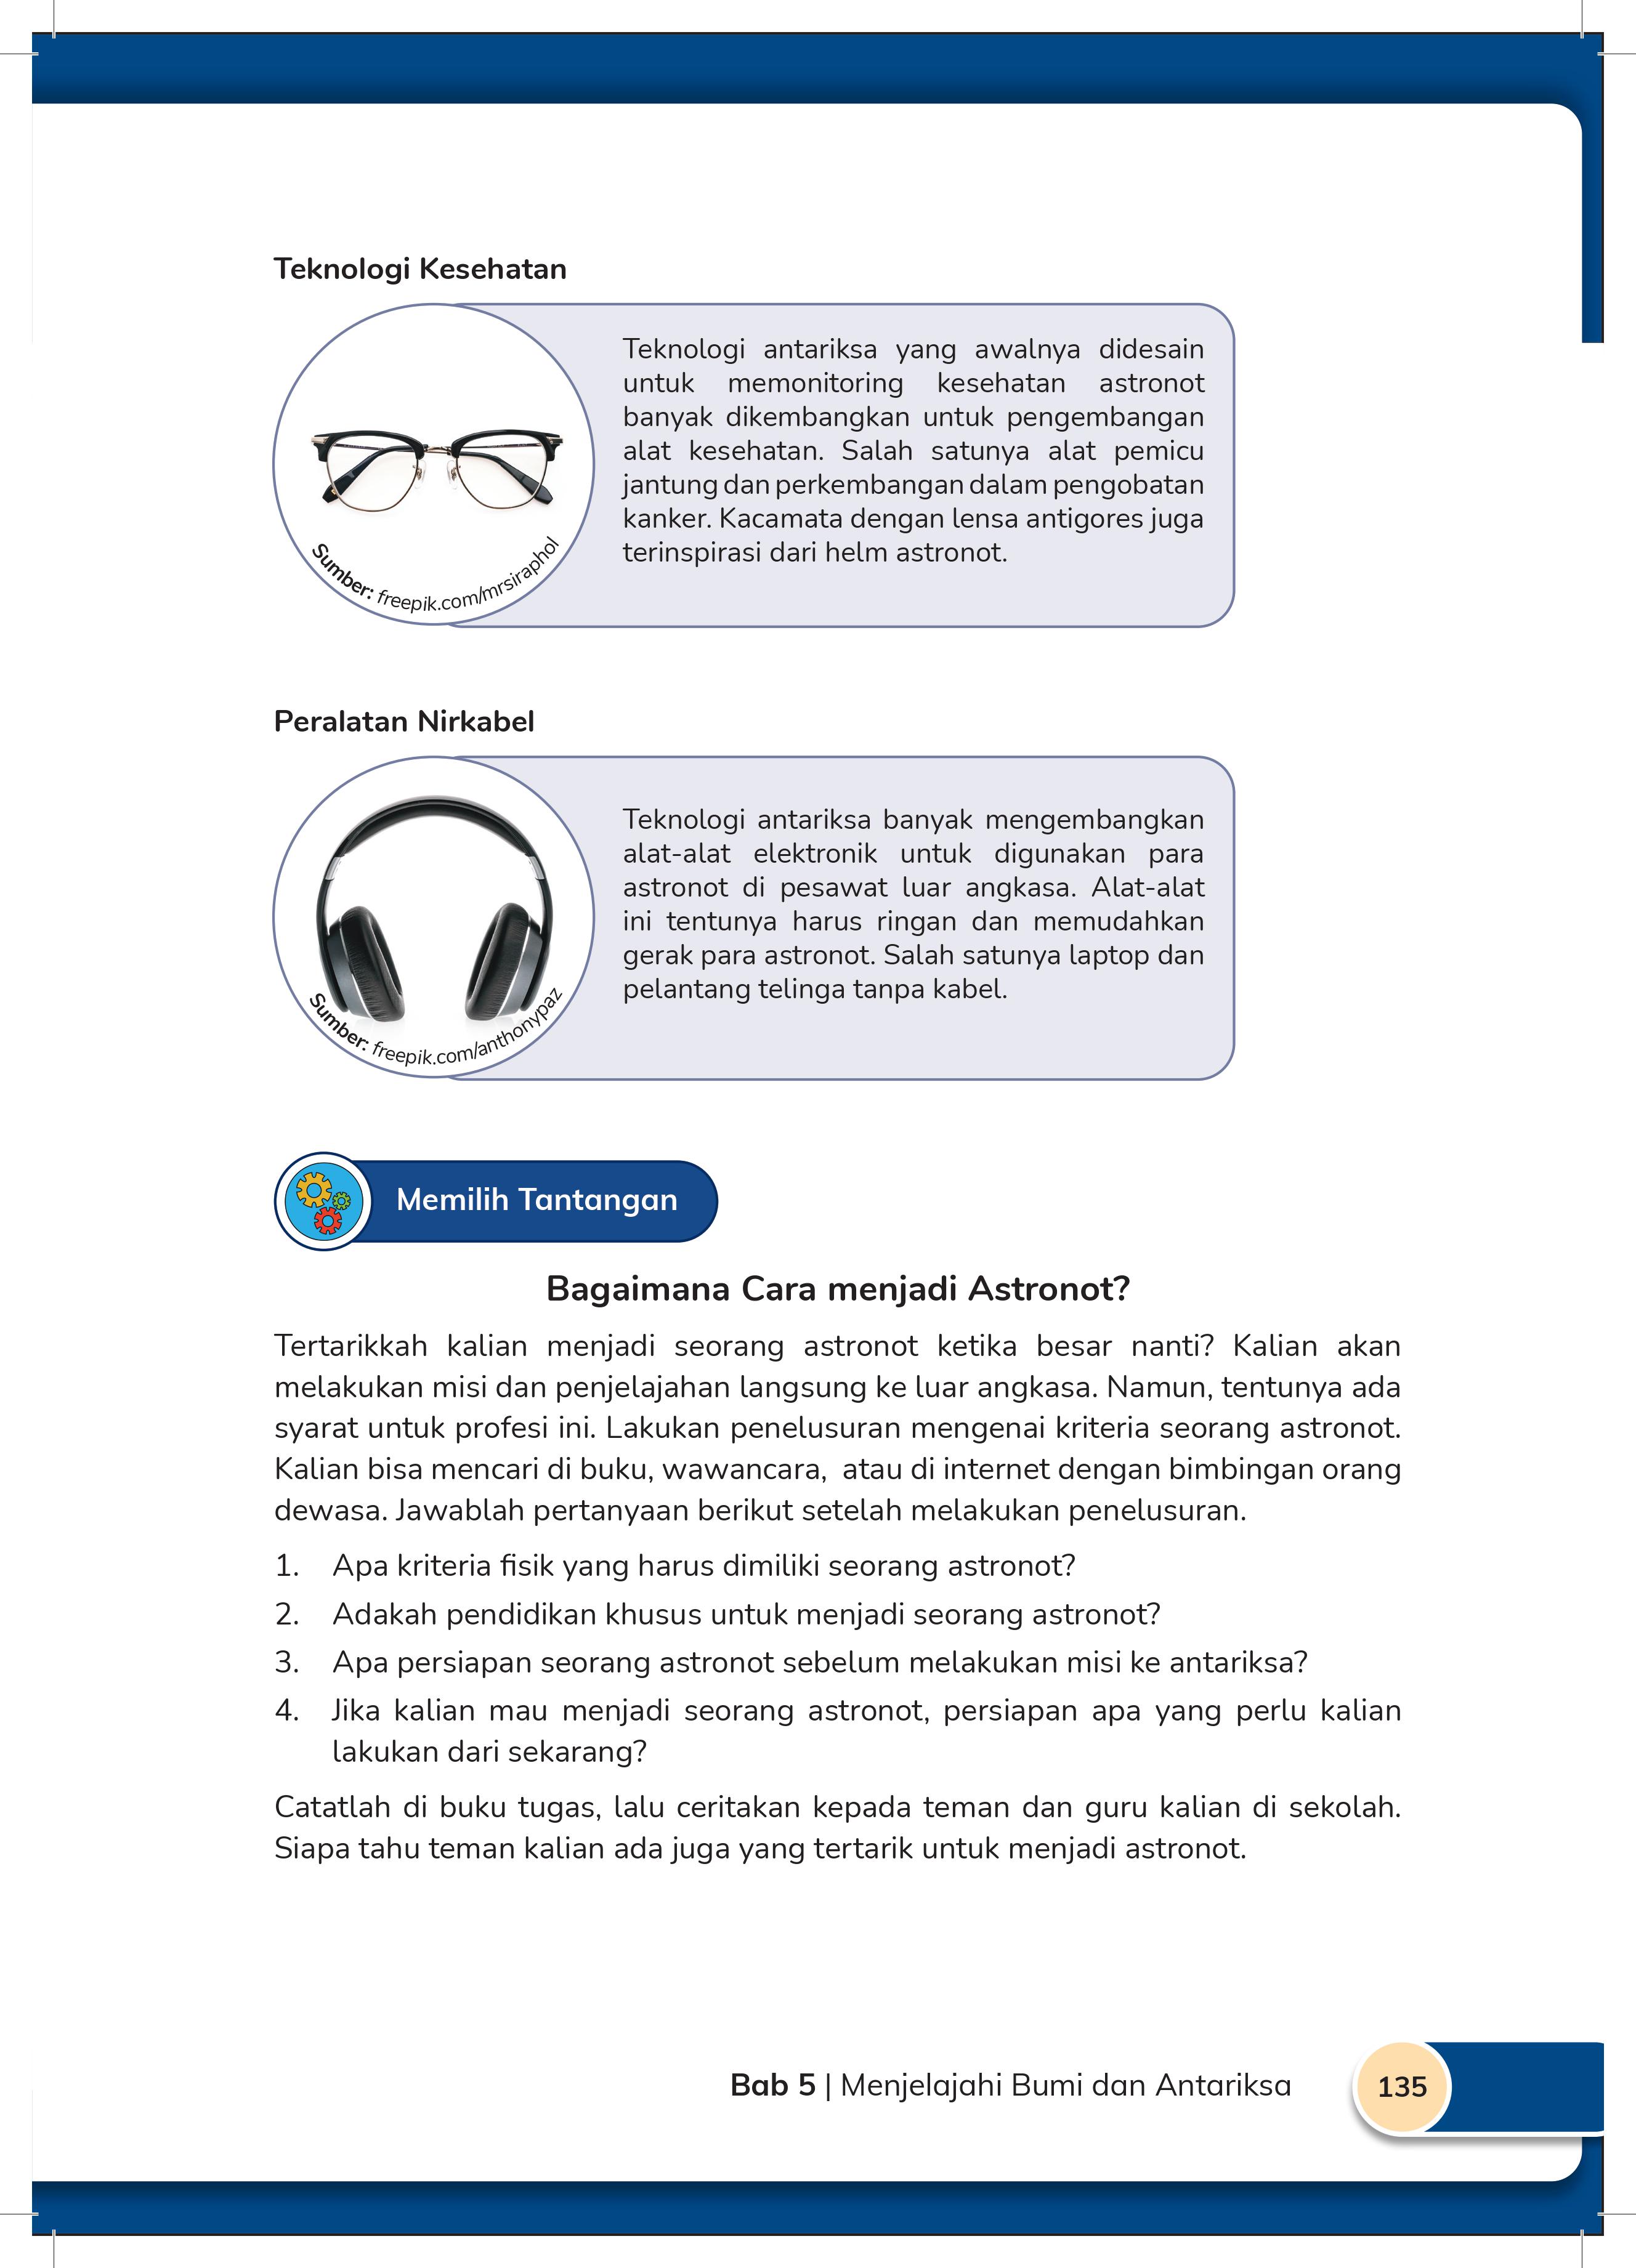 Teknologi Kesehatan
Teknologi antariksa yang awalnya didesain
untuk memonitoring kesehatan astronot
banyak dikembangkan untuk pengembangan
alat kesehatan. Salah satunya alat pemicu
jantung dan perkembangan dalam pengobatan
kanker. Kacamata dengan lensa antigores juga
terinspirasi dari helm astronot.
Sumber: freepik.com/mrsiraphol
Peralatan Nirkabel
Teknologi antariksa banyak mengembangkan
alat-alat elektronik untuk digunakan para
astronot di pesawat luar angkasa. Alat-alat
ini tentunya harus ringan dan memudahkan
gerak para astronot. Salah satunya laptop dan
pelantang telinga tanpa kabel.
Sumber: freepik.com/anthonypaz
Memilih Tantangan
Bagaimana Cara menjadi Astronot?
Tertarikkah kalian menjadi seorang astronot ketika besar nanti? Kalian akan
melakukan misi dan penjelajahan langsung ke luar angkasa. Namun, tentunya ada
syarat untuk profesi ini. Lakukan penelusuran mengenai kriteria seorang astronot.
Kalian bisa mencari di buku, wawancara, atau di internet dengan bimbingan orang
dewasa. Jawablah pertanyaan berikut setelah melakukan penelusuran.
1. Apa kriteria fisik yang harus dimiliki seorang astronot?
2. Adakah pendidikan khusus untuk menjadi seorang astronot?
3. Apa persiapan seorang astronot sebelum melakukan misi ke antariksa?
4. Jika kalian mau menjadi seorang astronot, persiapan apa yang perlu kalian
lakukan dari sekarang?
Catatlah di buku tugas, lalu ceritakan kepada teman dan guru kalian di sekolah.
Siapa tahu teman kalian ada juga yang tertarik untuk menjadi astronot.
Bab 5 | Menjelajahi Bumi dan Antariksa
135